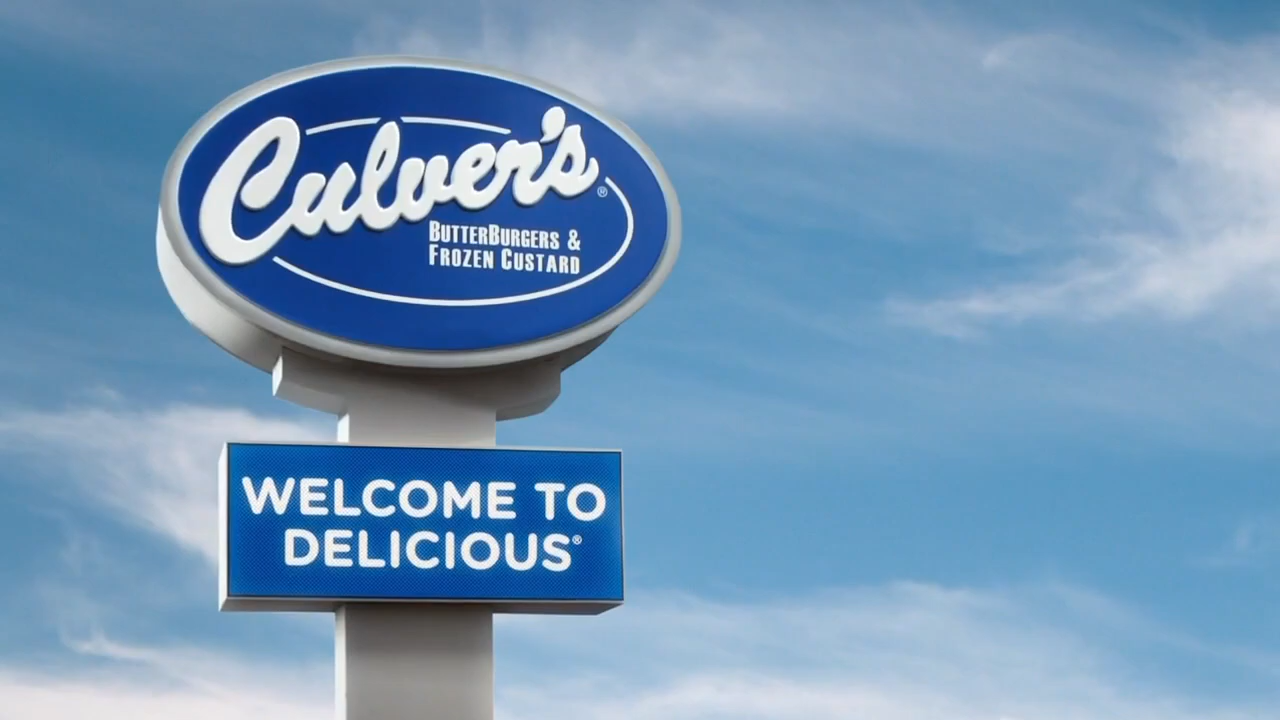 Culver's®
BUTTERBURGERS &
FROZEN CUSTARD
WELCOME TO
DELICIOUS®